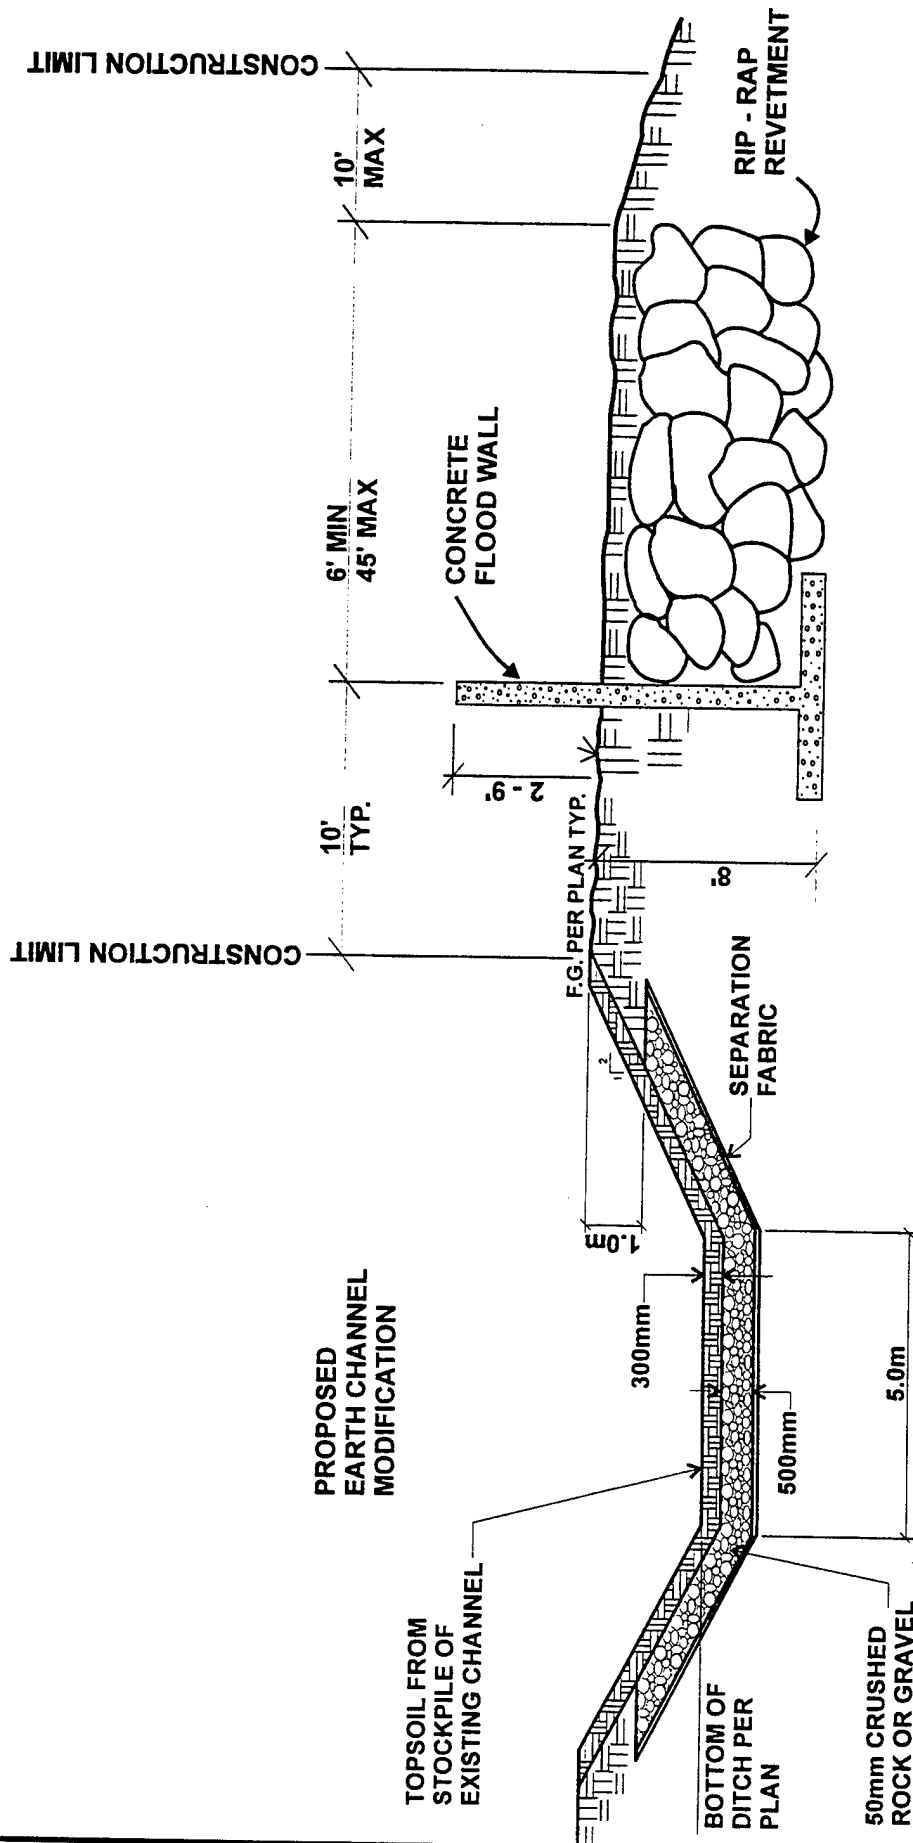 PROPOSED
EARTH CHANNEL
MODIFICATION
TOPSOIL FROM
STOCKPILE OF
EXISTING CHANNEL
BOTTOM OF
DITCH PER
PLAN
50mm CRUSHED
ROCK OR GRAVEL
300mm
500mm
5.0m
1.0m
2
1
SEPARATION
FABRIC
CONSTRUCTION LIMIT
10'
TYP.
F.G. PER PLAN TYP.
2 - 9'
8'
CONCRETE
FLOOD WALL
6' MIN
45' MAX
10'
MAX
CONSTRUCTION LIMIT
RIP - RAP
REVETMENT